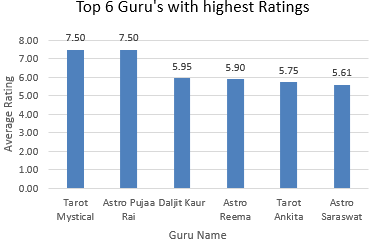 Top 6 Guru's with highest Ratings
7.50 7.50 5.95 5.90 5.75 5.61
8.00
7.00
6.00
5.00
4.00
3.00
2.00
1.00
0.00
Average Rating
Tarot Astro Pujaa Daljit Kaur Astro Tarot Astro
Mystical Rai Reema Ankita Saraswat
Guru Name